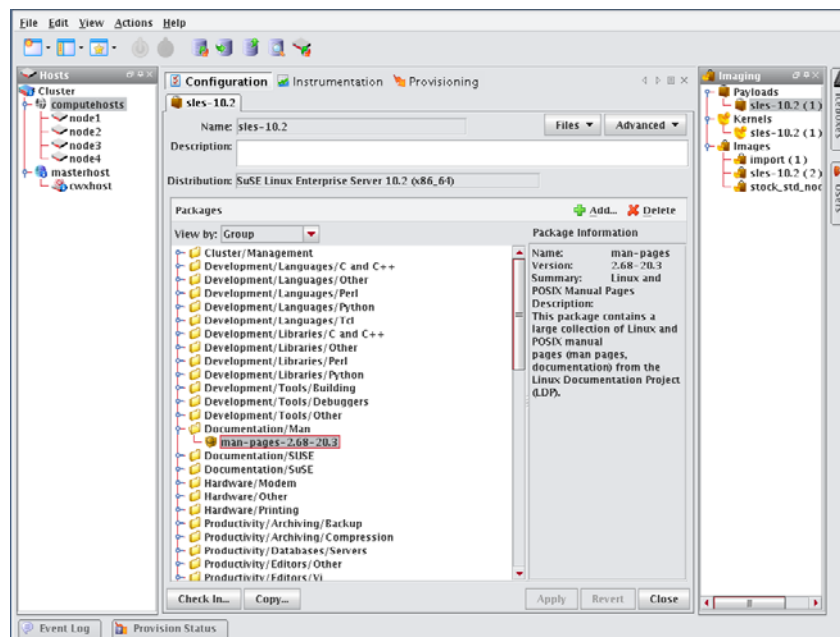 File Edit View Actions Help
Hosts
Cluster
computehosts
node1
node2
node3
node4
masterhost
cwxhost
Configuration Instrumentation Provisioning
sles-10.2
Name: sles-10.2
Files Advanced
Description:
Distribution: SuSE Linux Enterprise Server 10.2 (x86_64)
Packages
Add... Delete
View by: Group
Cluster/Management
Development/Languages/C and C++
Development/Languages/Other
Development/Languages/Perl
Development/Languages/Python
Development/Languages/Tcl
Development/Libraries/C and C++
Development/Libraries/Other
Development/Libraries/Perl
Development/Libraries/Python
Development/Tools/Building
Development/Tools/Debuggers
Development/Tools/Other
Documentation/Man
man-pages-2.68-20.3
Documentation/SUSE
Documentation/SuSE
Hardware/Modem
Hardware/Other
Hardware/Printing
Productivity/Archiving/Backup
Productivity/Archiving/Compression
Productivity/Databases/Servers
Productivity/Editors/Other
Productivity/Editors/Vi
Package Information
Name: man-pages
Version: 2.68-20.3
Summary: Linux and
POSIX Manual Pages
Description:
This package contains a
large collection of Linux and
POSIX manual
pages (man pages,
documentation) from the
Linux Documentation Project
(LDP).
Check In... Copy...
Apply Revert Close
Imaging
Payloads
sles-10.2 (1)
Kernels
sles-10.2 (1)
Images
import (1)
sles-10.2 (2)
stock_std_noc
Users
Event Log Provision Status